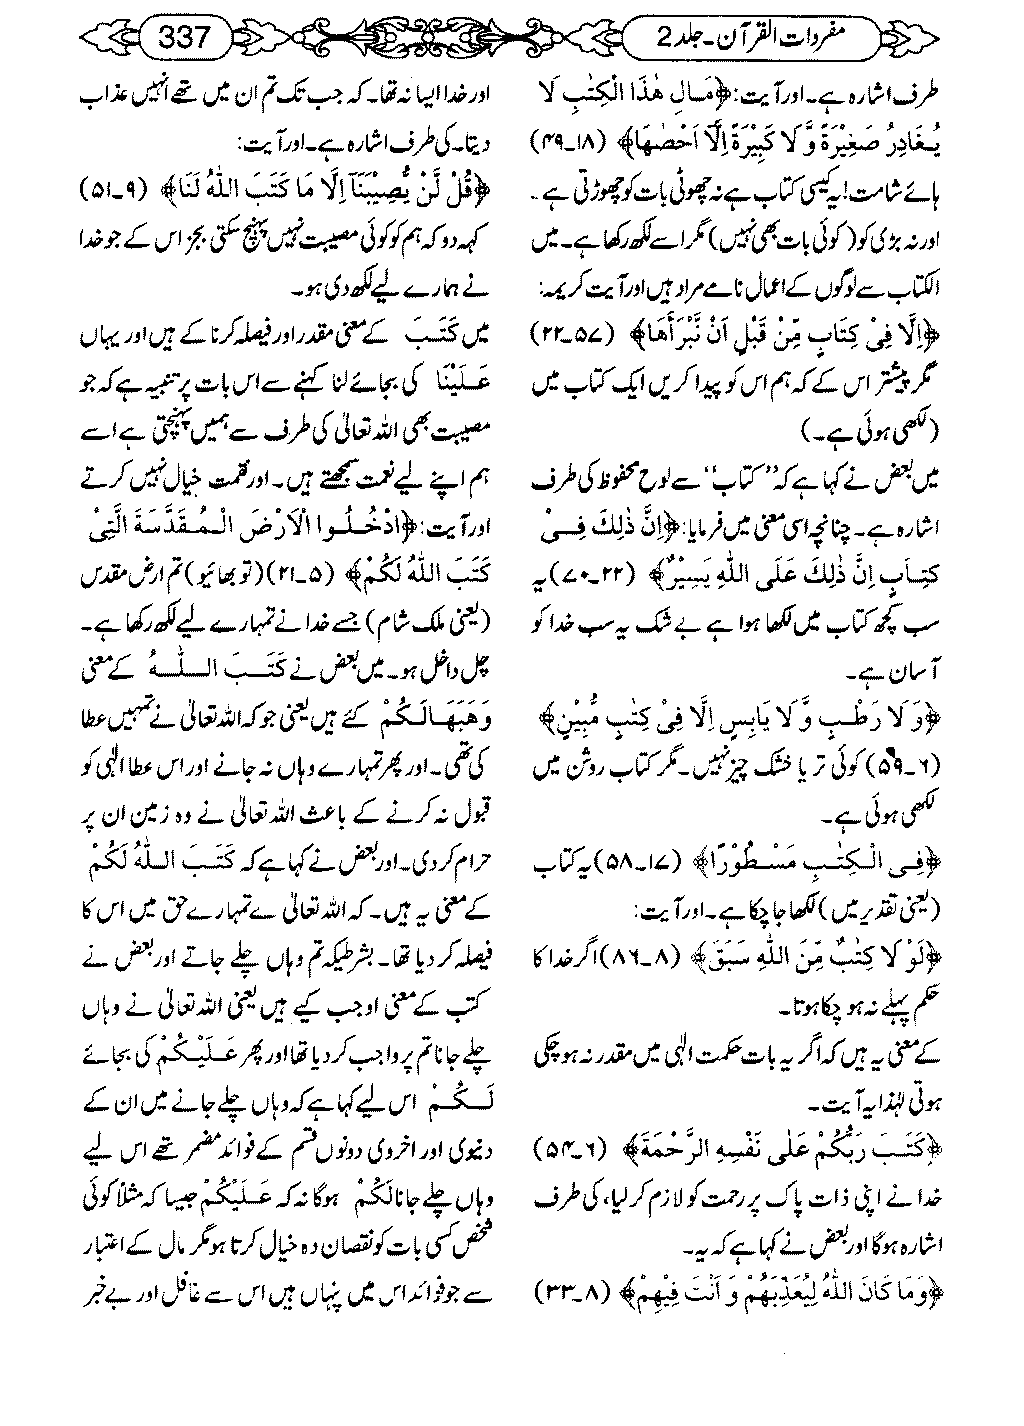 مفردات القرآن۔ جلد 2
337
طرف اشارہ ہے۔ اور آیت: ﴿مَالِ هٰذَا الْكِتٰبِ لَا
يُغَادِرُ صَغِيْرَةً وَّلَا كَبِيْرَةً اِلَّآ اَحْصٰهَا﴾ (۱۸۔۴۹)
ہائے شامت! یہ کیسی کتاب ہے نہ چھوٹی بات کو چھوڑتی ہے۔
اور نہ بڑی کو (کوئی بات بھی نہیں) مگر اسے لکھ رکھا ہے۔ میں
الکتاب سے لوگوں کے اعمال نامے مراد ہیں اور آیت کریمہ:
﴿اِلَّا فِيْ كِتَابٍ مِّنْ قَبْلِ اَنْ نَّبْرَأَهَا﴾ (۵۷۔۲۲)
مگر پیشتر اس کے کہ ہم اس کو پیدا کریں ایک کتاب میں
(لکھی ہوئی ہے۔)
میں بعض نے کہا ہے کہ ”کتاب“ سے لوح محفوظ کی طرف
اشارہ ہے۔ چنانچہ اسی معنی میں فرمایا: ﴿اِنَّ ذٰلِكَ فِيْ
كِتَابٍ اِنَّ ذٰلِكَ عَلَى اللّٰهِ يَسِيْرٌ﴾ (۲۲۔۷۰) یہ
سب کچھ کتاب میں لکھا ہوا ہے بے شک یہ سب خدا کو
آسان ہے۔
﴿وَلَا رَطْبٍ وَّلَا يَابِسٍ اِلَّا فِيْ كِتٰبٍ مُّبِيْنٍ﴾
(۶۔۵۹) کوئی تر یا خشک چیز نہیں۔ مگر کتاب روشن میں
لکھی ہوئی ہے۔
﴿فِي الْكِتٰبِ مَسْطُوْرًا﴾ (۱۷۔۵۸) یہ کتاب
(یعنی تقدیر میں) لکھا جا چکا ہے۔ اور آیت:
﴿لَوْ لَا كِتٰبٌ مِّنَ اللّٰهِ سَبَقَ﴾ (۸۔۸۶) اگر خدا کا
حکم پہلے نہ ہو چکا ہوتا۔
کے معنی یہ ہیں کہ اگر یہ بات حکمت الٰہی میں مقدر نہ ہو چکی
ہوتی لہٰذا یہ آیت۔
﴿كَتَبَ رَبُّكُمْ عَلٰى نَفْسِهِ الرَّحْمَةَ﴾ (۶۔۵۴)
خدا نے اپنی ذات پاک پر رحمت کو لازم کر لیا، کی طرف
اشارہ ہوگا اور بعض نے کہا ہے کہ یہ۔
﴿وَمَا كَانَ اللّٰهُ لِيُعَذِّبَهُمْ وَ اَنْتَ فِيْهِمْ﴾ (۸۔۳۳)
اور خدا ایسا نہ تھا۔ کہ جب تک تم ان میں تھے انہیں عذاب
دیتا۔ کی طرف اشارہ ہے۔ اور آیت:
﴿قُلْ لَّنْ يُّصِيْبَنَآ اِلَّا مَا كَتَبَ اللّٰهُ لَنَا﴾ (۹۔۵۱)
کہہ دو کہ ہم کو کوئی مصیبت نہیں پہنچ سکتی بجز اس کے جو خدا
نے ہمارے لیے لکھ دی ہو۔
میں كَتَبَ کے معنی مقدر اور فیصلہ کرنا کے ہیں اور یہاں
عَلَيْنَا کی بجائے لنا کہنے سے اس بات پر تنبیہ ہے کہ جو
مصیبت بھی اللہ تعالیٰ کی طرف سے ہمیں پہنچتی ہے اسے
ہم اپنے لیے نعمت سمجھتے ہیں۔ اور نقمت خیال نہیں کرتے
اور آیت: ﴿ادْخُلُوا الْاَرْضَ الْمُقَدَّسَةَ الَّتِيْ
كَتَبَ اللّٰهُ لَكُمْ﴾ (۵۔۲۱) (تو بھائیو) تم ارض مقدس
(یعنی ملک شام) جسے خدا نے تمہارے لیے لکھ رکھا ہے۔
چل داخل ہو۔ میں بعض نے كَتَبَ اللّٰهُ کے معنی
وَهَبَهَا لَكُمْ کئے ہیں یعنی جو کہ اللہ تعالیٰ نے تمہیں عطا
کی تھی۔ اور پھر تمہارے وہاں نہ جانے اور اس عطا الٰہی کو
قبول نہ کرنے کے باعث اللہ تعالیٰ نے وہ زمین ان پر
حرام کر دی۔ اور بعض نے کہا ہے کہ كَتَبَ اللّٰهُ لَكُمْ
کے معنی یہ ہیں۔ کہ اللہ تعالیٰ سے تمہارے حق میں اس کا
فیصلہ کر دیا تھا۔ بشرطیکہ تم وہاں چلے جاتے اور بعض نے
کتب کے معنی اوجب کیے ہیں یعنی اللہ تعالیٰ نے وہاں
چلے جانا تم پر واجب کر دیا تھا اور پھر عَلَيْكُمْ کی بجائے
لَكُمْ اس لیے کہا ہے کہ وہاں چلے جانے میں ان کے
دنیوی اور اخروی دونوں قسم کے فوائد مضمر تھے اس لیے
وہاں چلے جانا لَكُمْ ہوگا نہ کہ عَلَيْكُمْ جیسا کہ مثلاً کوئی
شخص کسی بات کو نقصان دہ خیال کرتا ہو مگر مال کے اعتبار
سے جو فوائد اس میں پنہاں ہیں اس سے غافل اور بے خبر